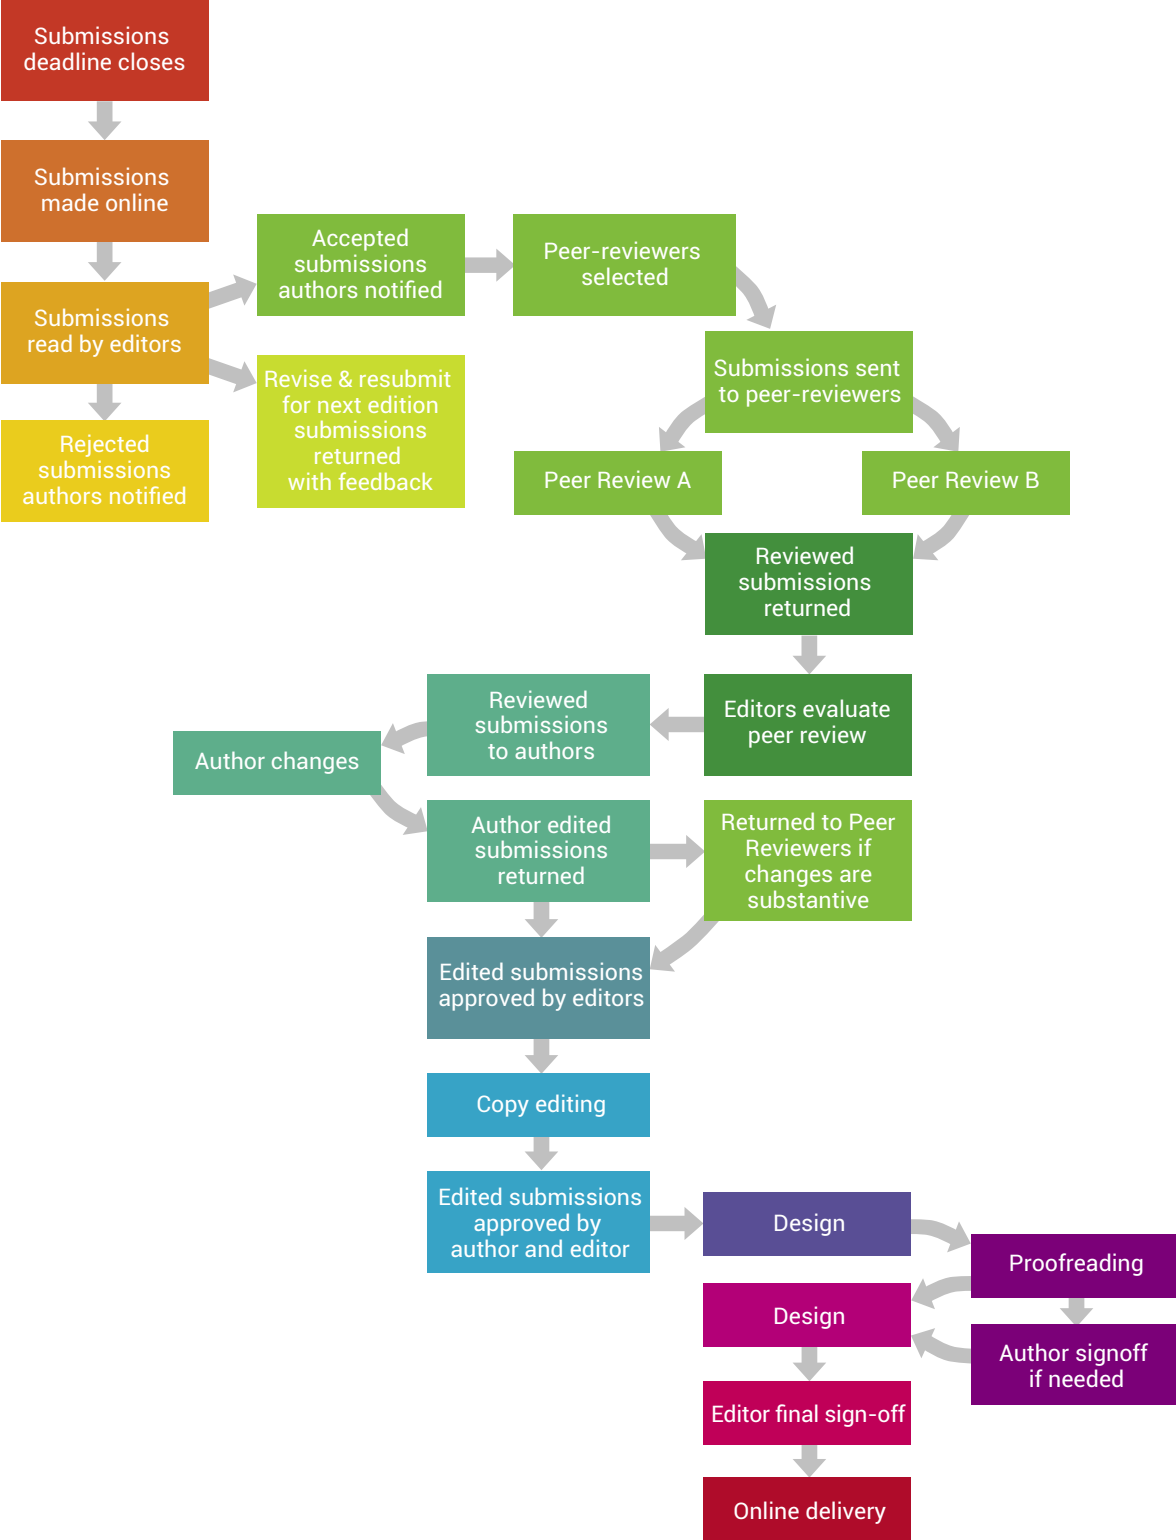 Submissions
deadline closes
Submissions
made online
Submissions
read by editors
Rejected
submissions
authors notified
Accepted
submissions
authors notified
Revise & resubmit
for next edition
submissions
returned
with feedback
Peer-reviewers
selected
Submissions sent
to peer-reviewers
Peer Review A
Peer Review B
Reviewed
submissions
returned
Editors evaluate
peer review
Reviewed
submissions
to authors
Author changes
Author edited
submissions
returned
Returned to Peer
Reviewers if
changes are
substantive
Edited submissions
approved by editors
Copy editing
Edited submissions
approved by
author and editor
Design
Proofreading
Author signoff
if needed
Design
Editor final sign-off
Online delivery